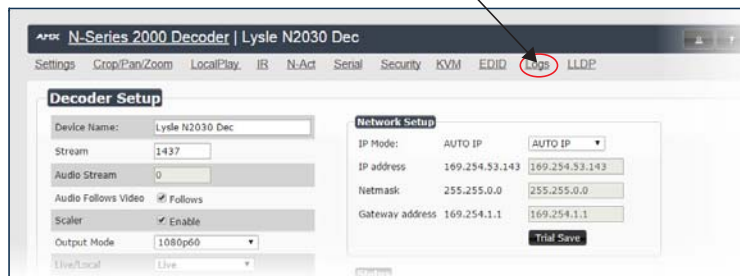 AMX N-Series 2000 Decoder | Lysle N2030 Dec
Settings Crop/Pan/Zoom LocalPlay IR N-Act Serial Security KVM EDID Logs LLDP
Decoder Setup
Device Name: Lysle N2030 Dec
Stream 1437
Audio Stream 0
Audio Follows Video Follows
Scaler Enable
Output Mode 1080p60
Live/Local Live
Network Setup
IP Mode: AUTO IP AUTO IP
IP address 169.254.53.143 169.254.53.143
Netmask 255.255.0.0 255.255.0.0
Gateway address 169.254.1.1 169.254.1.1
Trial Save
Status